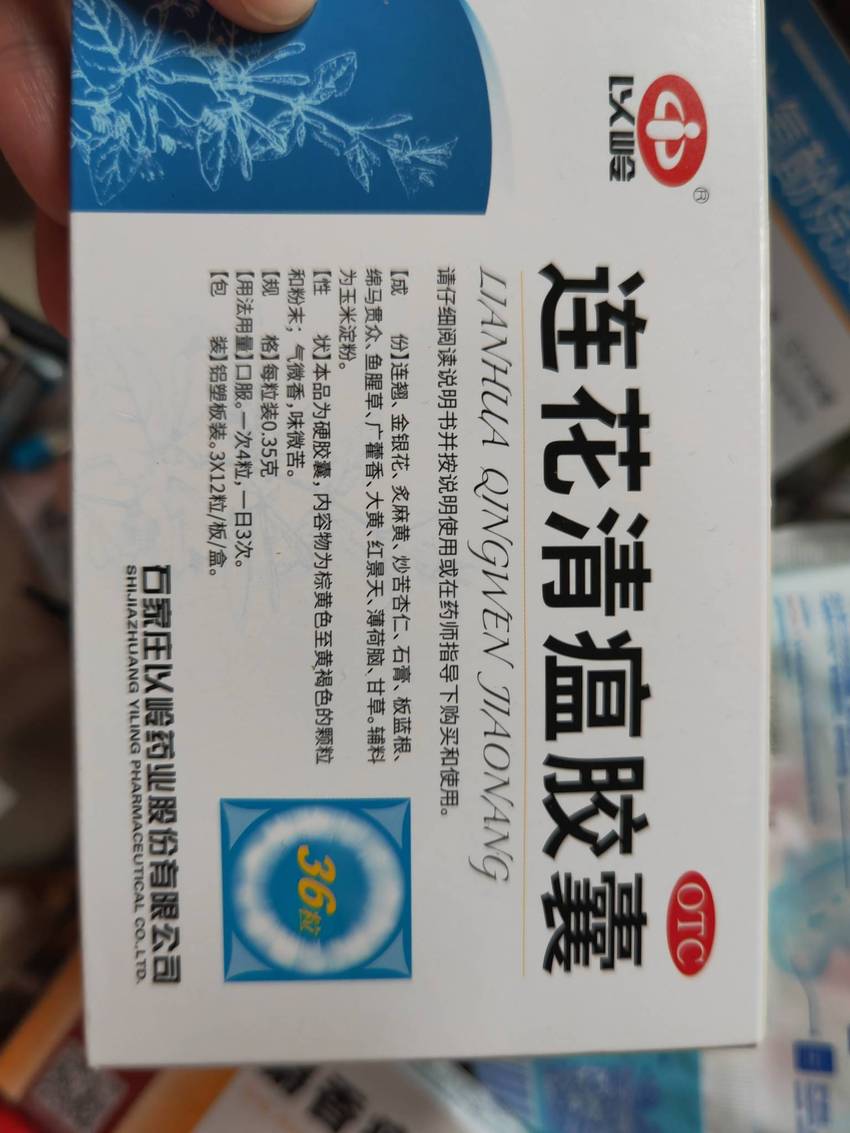 以岭
®
连花清瘟胶囊
OTC
LIANHUA QINGWEN JIAONANG
请仔细阅读说明书并按说明使用或在药师指导下购买和使用。
【成 份】连翘、金银花、炙麻黄、炒苦杏仁、石膏、板蓝根、
绵马贯众、鱼腥草、广藿香、大黄、红景天、薄荷脑、甘草。辅料
为玉米淀粉。
【性 状】本品为硬胶囊,内容物为棕黄色至黄褐色的颗粒
和粉末;气微香,味微苦。
【规 格】每粒装0.35克
【用法用量】口服。一次4粒,一日3次。
【包 装】铝塑板装。3X12粒/板/盒。
36粒
石家庄以岭药业股份有限公司
SHIJIAZHUANG YILING PHARMACEUTICAL CO.,LTD.
氨酚烷